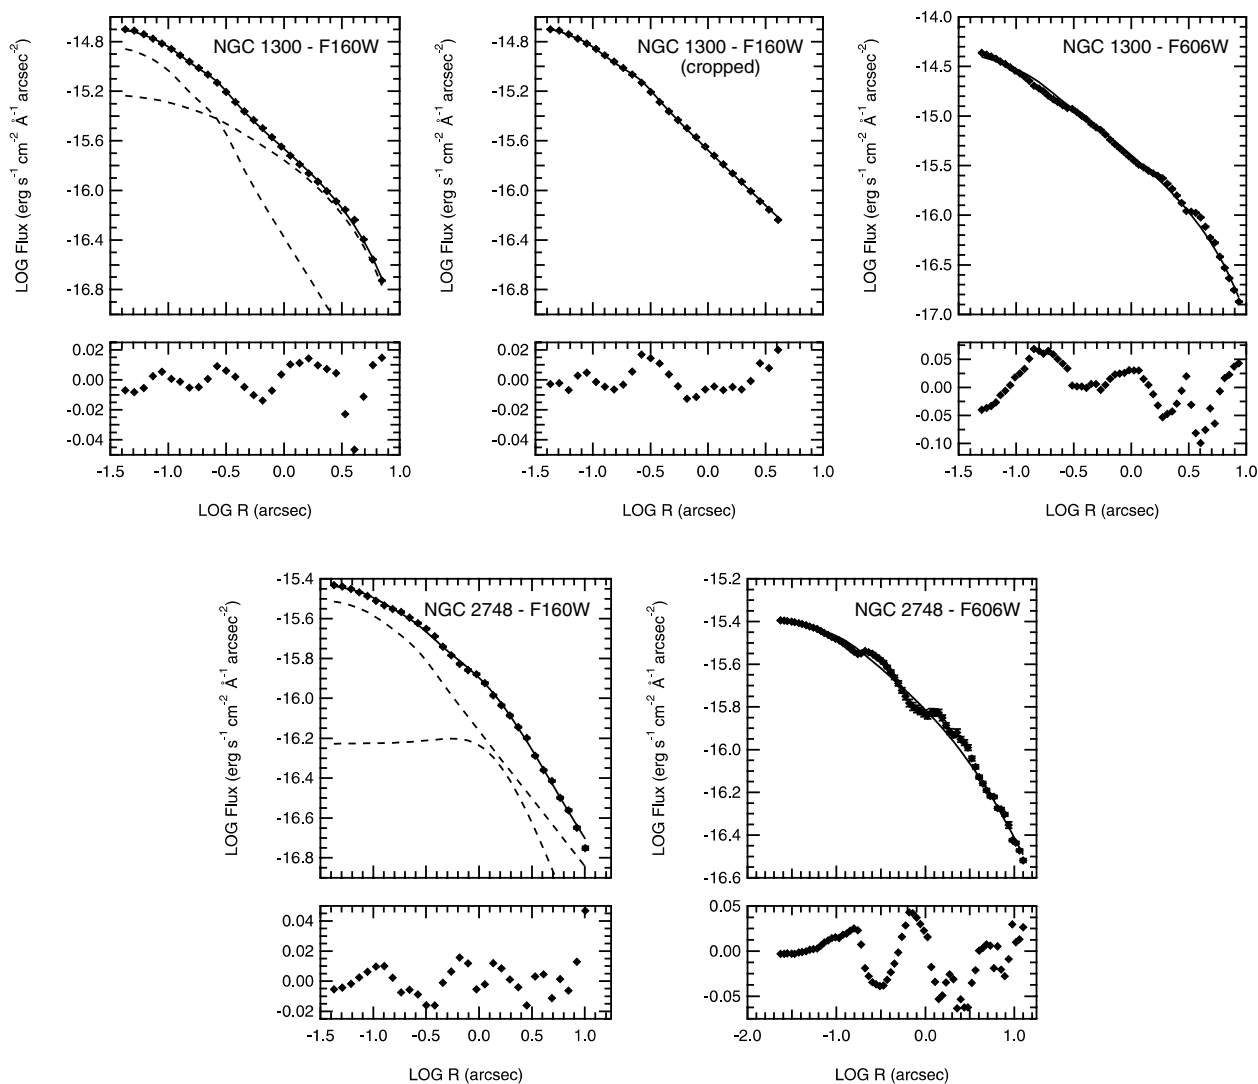 NGC 1300 - F160W
LOG Flux (erg s⁻¹ cm⁻² Å⁻¹ arcsec⁻²)
-14.8
-15.2
-15.6
-16.0
-16.4
-16.8
0.02
0.00
-0.02
-0.04
-1.5 -1.0 -0.5 0.0 0.5 1.0
LOG R (arcsec)
NGC 1300 - F160W
(cropped)
LOG Flux (erg s⁻¹ cm⁻² Å⁻¹ arcsec⁻²)
-14.8
-15.2
-15.6
-16.0
-16.4
-16.8
0.02
0.00
-0.02
-0.04
-1.5 -1.0 -0.5 0.0 0.5 1.0
LOG R (arcsec)
NGC 1300 - F606W
LOG Flux (erg s⁻¹ cm⁻² Å⁻¹ arcsec⁻²)
-14.0
-14.5
-15.0
-15.5
-16.0
-16.5
-17.0
0.05
0.00
-0.05
-0.10
-1.5 -1.0 -0.5 0.0 0.5 1.0
LOG R (arcsec)
NGC 2748 - F160W
LOG Flux (erg s⁻¹ cm⁻² Å⁻¹ arcsec⁻²)
-15.4
-15.6
-15.8
-16.0
-16.2
-16.4
-16.6
-16.8
0.04
0.02
0.00
-0.02
-1.5 -1.0 -0.5 0.0 0.5 1.0
LOG R (arcsec)
NGC 2748 - F606W
LOG Flux (erg s⁻¹ cm⁻² Å⁻¹ arcsec⁻²)
-15.2
-15.4
-15.6
-15.8
-16.0
-16.2
-16.4
-16.6
0.05
0.00
-0.05
-2.0 -1.0 0.0 1.0
LOG R (arcsec)